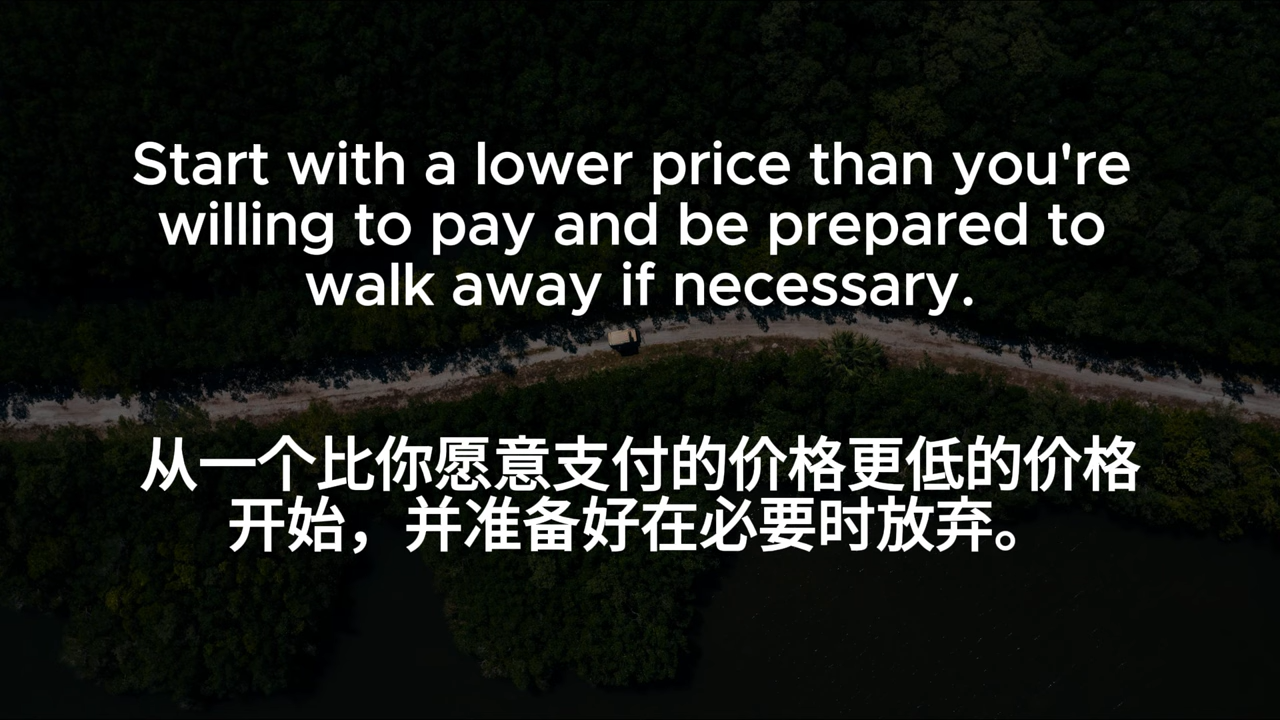 Start with a lower price than you're
willing to pay and be prepared to
walk away if necessary.
从一个比你愿意支付的价格更低的价格
开始，并准备好在必要时放弃。